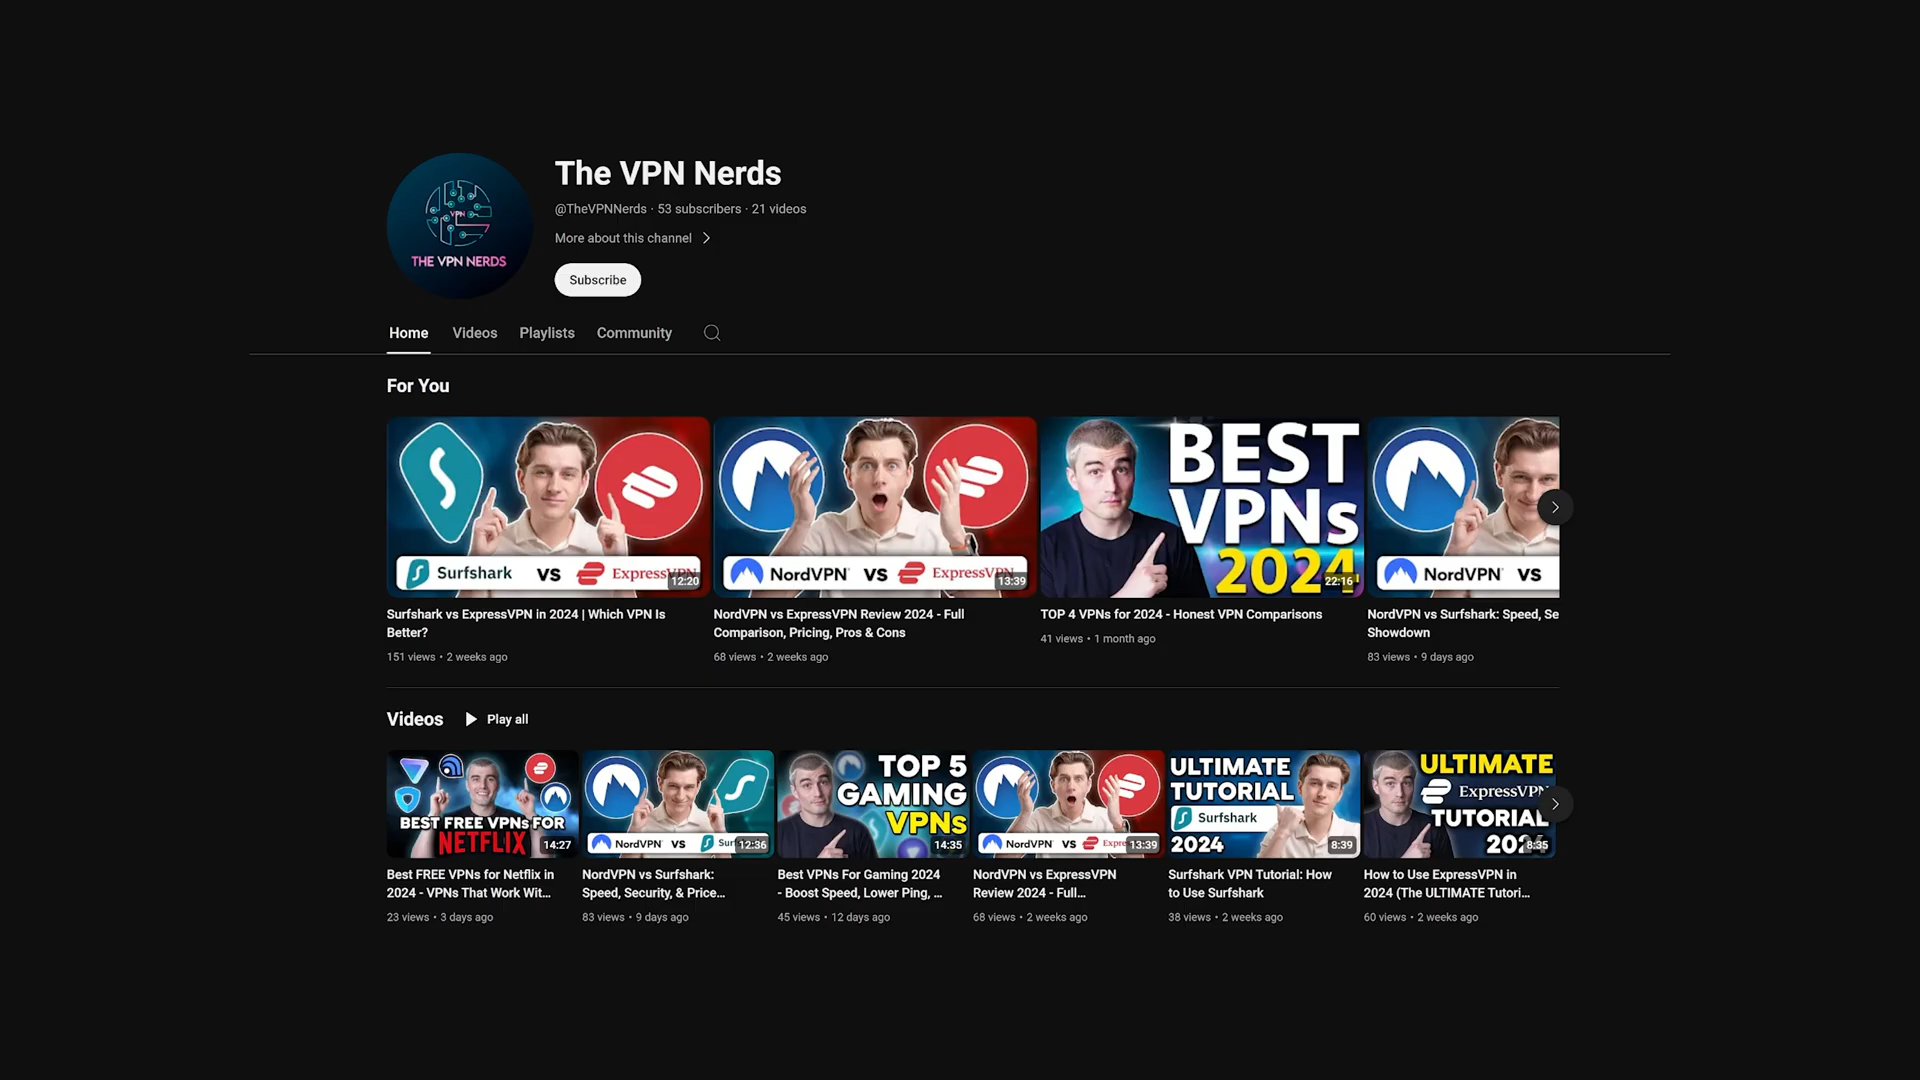 VPN
THE VPN NERDS
The VPN Nerds
@TheVPNNerds · 53 subscribers · 21 videos
More about this channel
Subscribe
Home Videos Playlists Community
For You
Surfshark VS ExpressVPN
12:20
Surfshark vs ExpressVPN in 2024 | Which VPN Is
Better?
151 views • 2 weeks ago
NordVPN VS ExpressVPN
13:39
NordVPN vs ExpressVPN Review 2024 - Full
Comparison, Pricing, Pros & Cons
68 views • 2 weeks ago
BEST
VPNs
2024
22:16
TOP 4 VPNs for 2024 - Honest VPN Comparisons
41 views • 1 month ago
NordVPN VS
NordVPN vs Surfshark: Speed, Se
Showdown
83 views • 9 days ago
Videos Play all
BEST FREE VPNs FOR
NETFLIX
14:27
Best FREE VPNs for Netflix in
2024 - VPNs That Work Wit...
23 views • 3 days ago
NordVPN VS Surf
12:36
NordVPN vs Surfshark:
Speed, Security, & Price...
83 views • 9 days ago
TOP 5
GAMING
VPNs
14:35
Best VPNs For Gaming 2024
- Boost Speed, Lower Ping, ...
45 views • 12 days ago
NordVPN VS Expre
13:39
NordVPN vs ExpressVPN
Review 2024 - Full...
68 views • 2 weeks ago
ULTIMATE
TUTORIAL
Surfshark
2024
8:39
Surfshark VPN Tutorial: How
to Use Surfshark
38 views • 2 weeks ago
ULTIMATE
ExpressVPN
TUTORIAL
2024
8:35
How to Use ExpressVPN in
2024 (The ULTIMATE Tutori...
60 views • 2 weeks ago